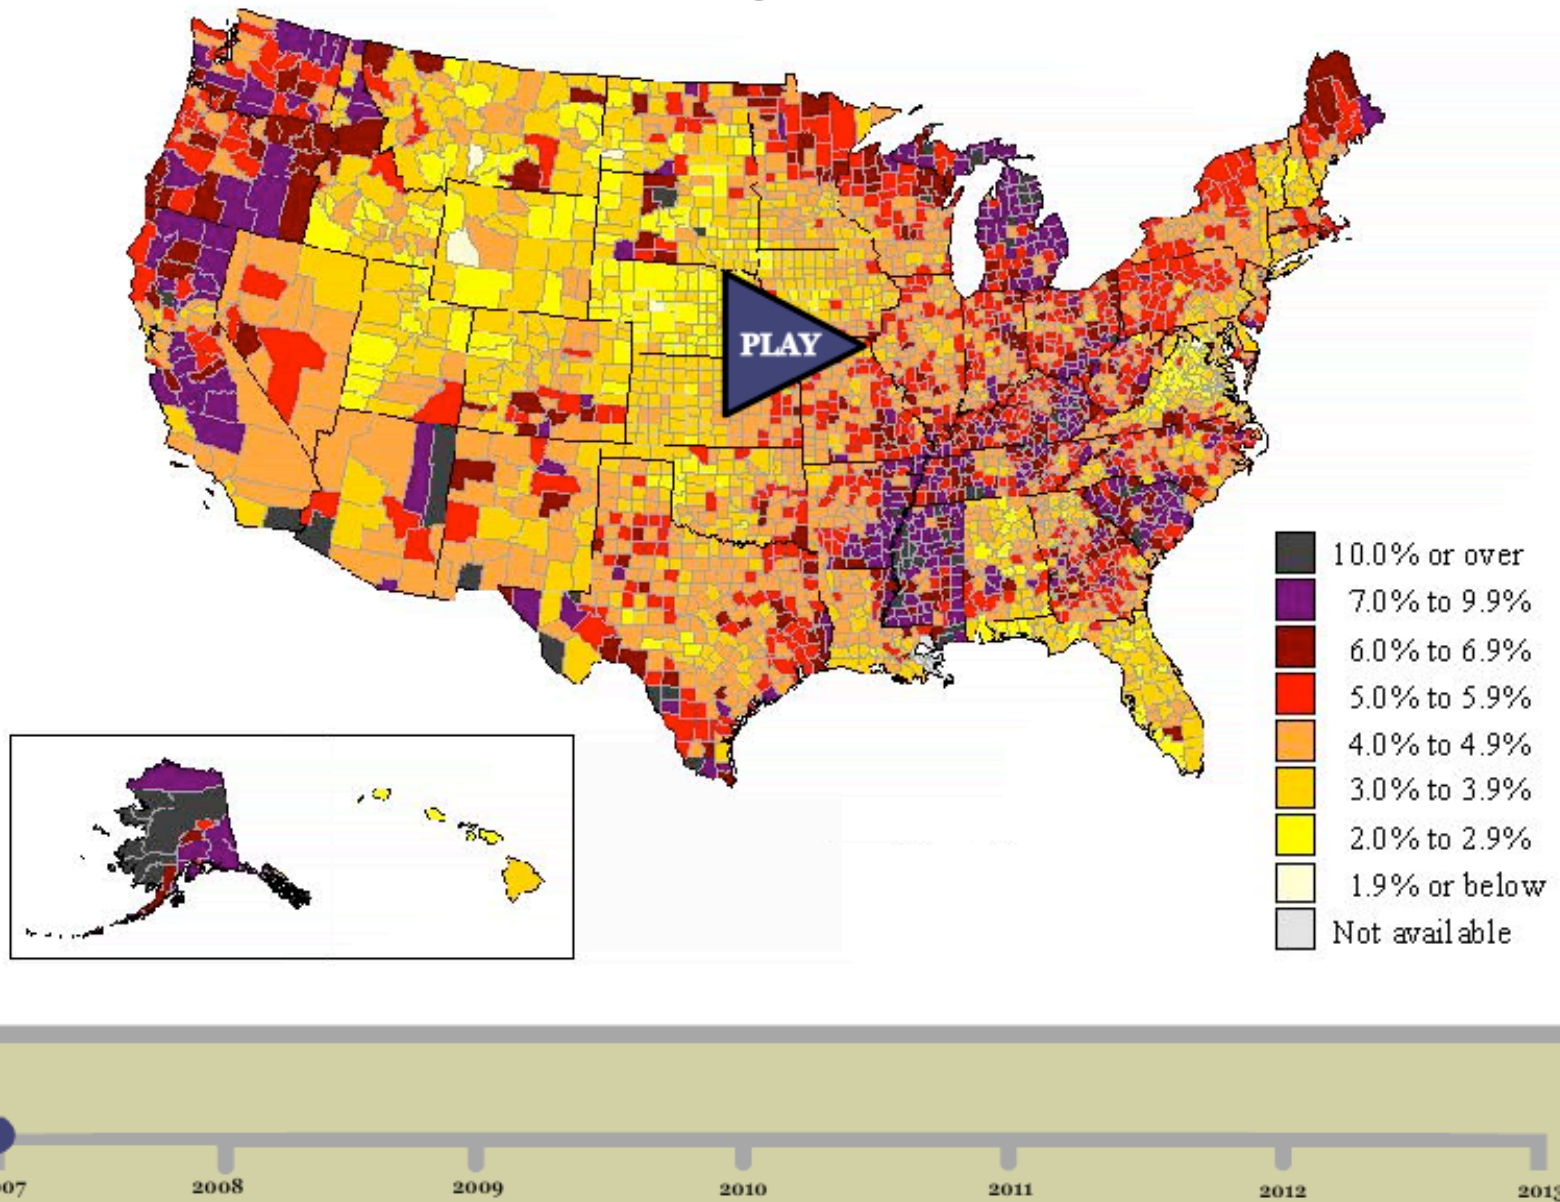 PLAY
10.0% or over
7.0% to 9.9%
6.0% to 6.9%
5.0% to 5.9%
4.0% to 4.9%
3.0% to 3.9%
2.0% to 2.9%
1.9% or below
Not available
07 2008 2009 2010 2011 2012 2013